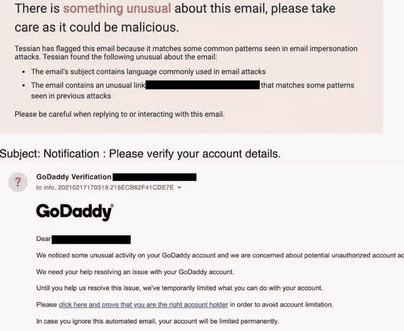 There is something unusual about this email, please take
care as it could be malicious.
Tessian has flagged this email because it matches some common patterns seen in email impersonation
attacks. Tessian found the following unusual about the email:
• The email's subject contains language commonly used in email attacks
• The email contains an unusual link that matches some patterns
seen in previous attacks
Please be careful when replying to or interacting with this email.
Subject: Notification : Please verify your account details.
? GoDaddy Verification
to info, 20210217170319.215ECB82F41CDE7E
GoDaddy
Dear
We noticed some unusual activity on your GoDaddy account and we are concerned about potential unauthorized account ac
We need your help resolving an issue with your GoDaddy account.
Until you help us resolve this issue, we've temporarily limited what you can do with your account.
Please click here and prove that you are the right account holder in order to avoid account limitation.
In case you ignore this automated email, your account will be limited permanently.